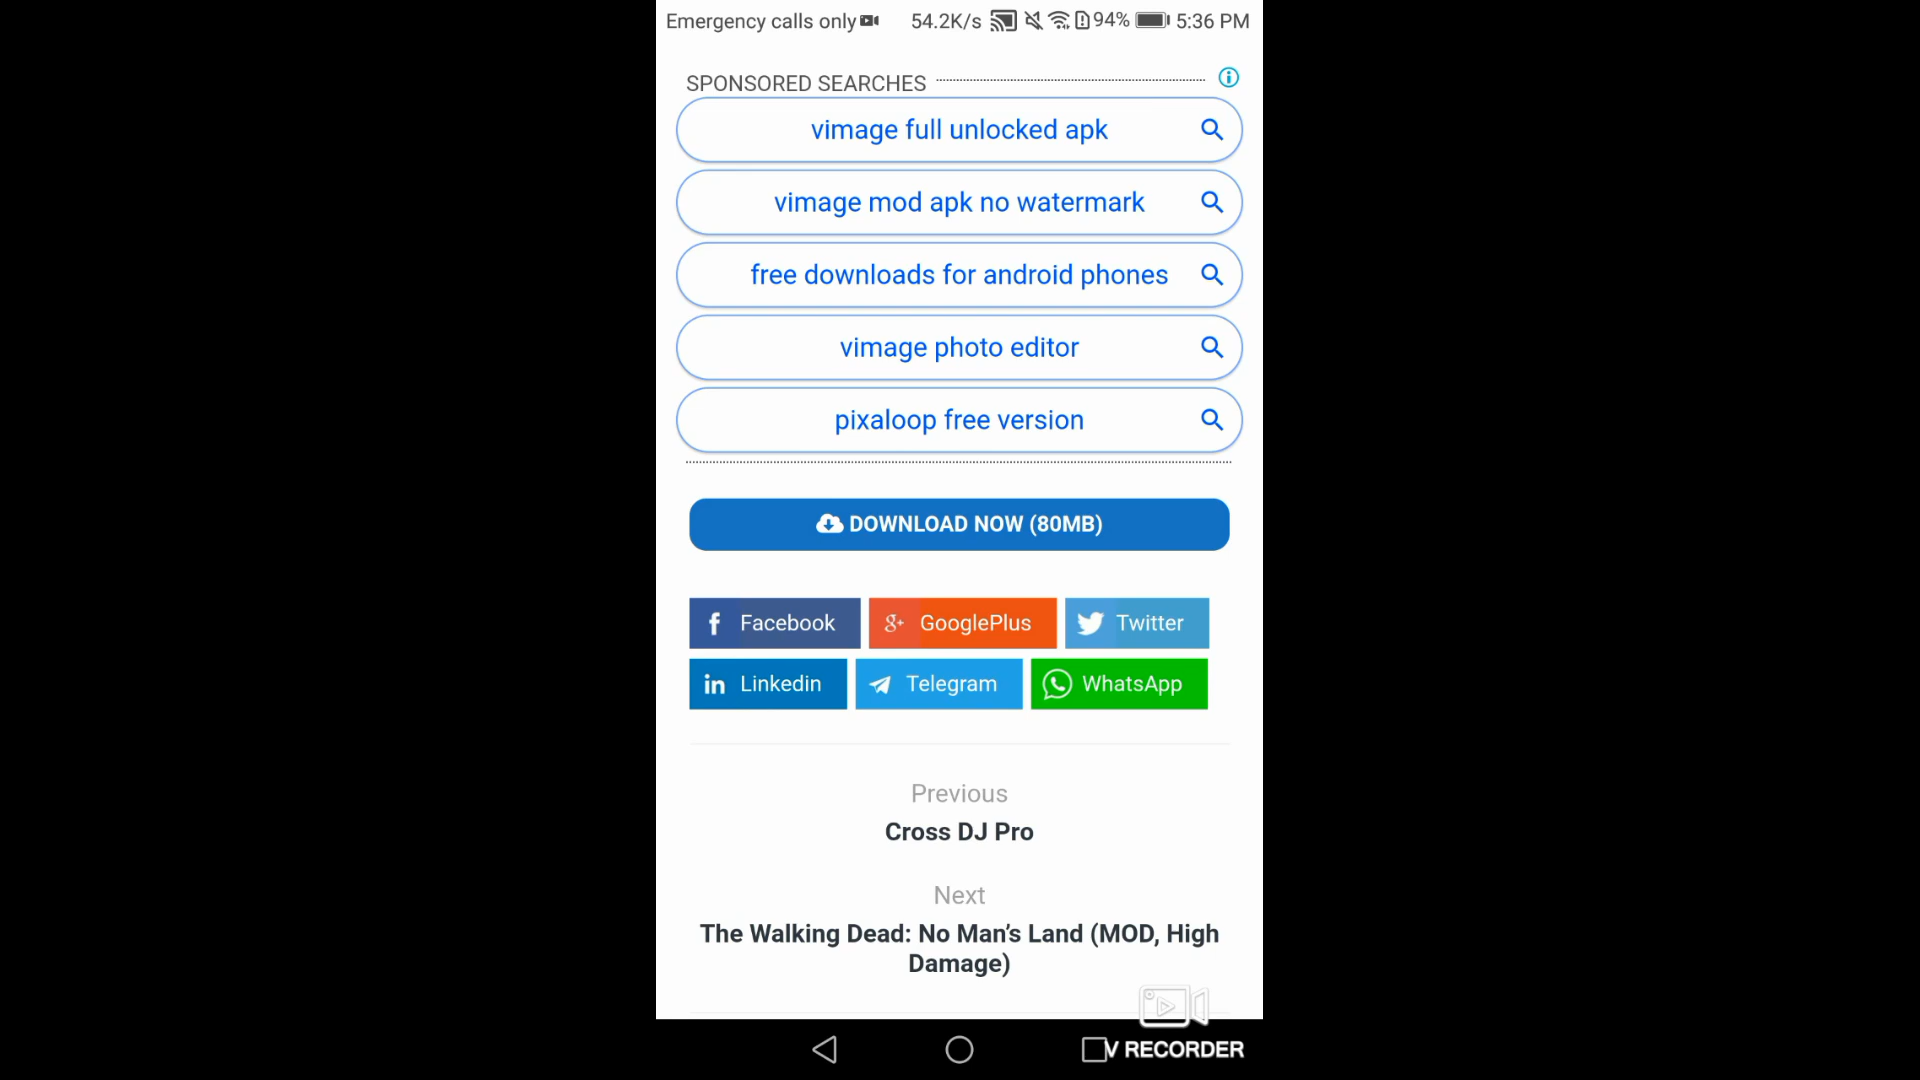 Emergency calls only 54.2K/s 94% 5:36 PM
SPONSORED SEARCHES
vimage full unlocked apk
vimage mod apk no watermark
free downloads for android phones
vimage photo editor
pixaloop free version
DOWNLOAD NOW (80MB)
Facebook GooglePlus Twitter
Linkedin Telegram WhatsApp
Previous
Cross DJ Pro
Next
The Walking Dead: No Man’s Land (MOD, High
Damage)
V RECORDER